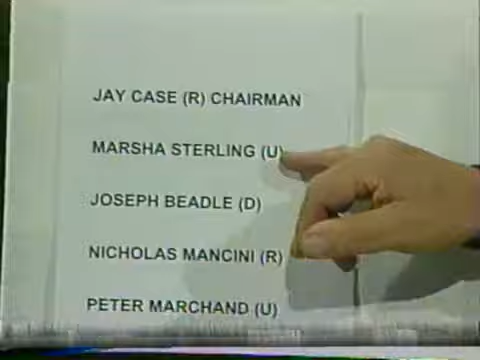 JAY CASE (R) CHAIRMAN
MARSHA STERLING (U)
JOSEPH BEADLE (D)
NICHOLAS MANCINI (R)
PETER MARCHAND (U)